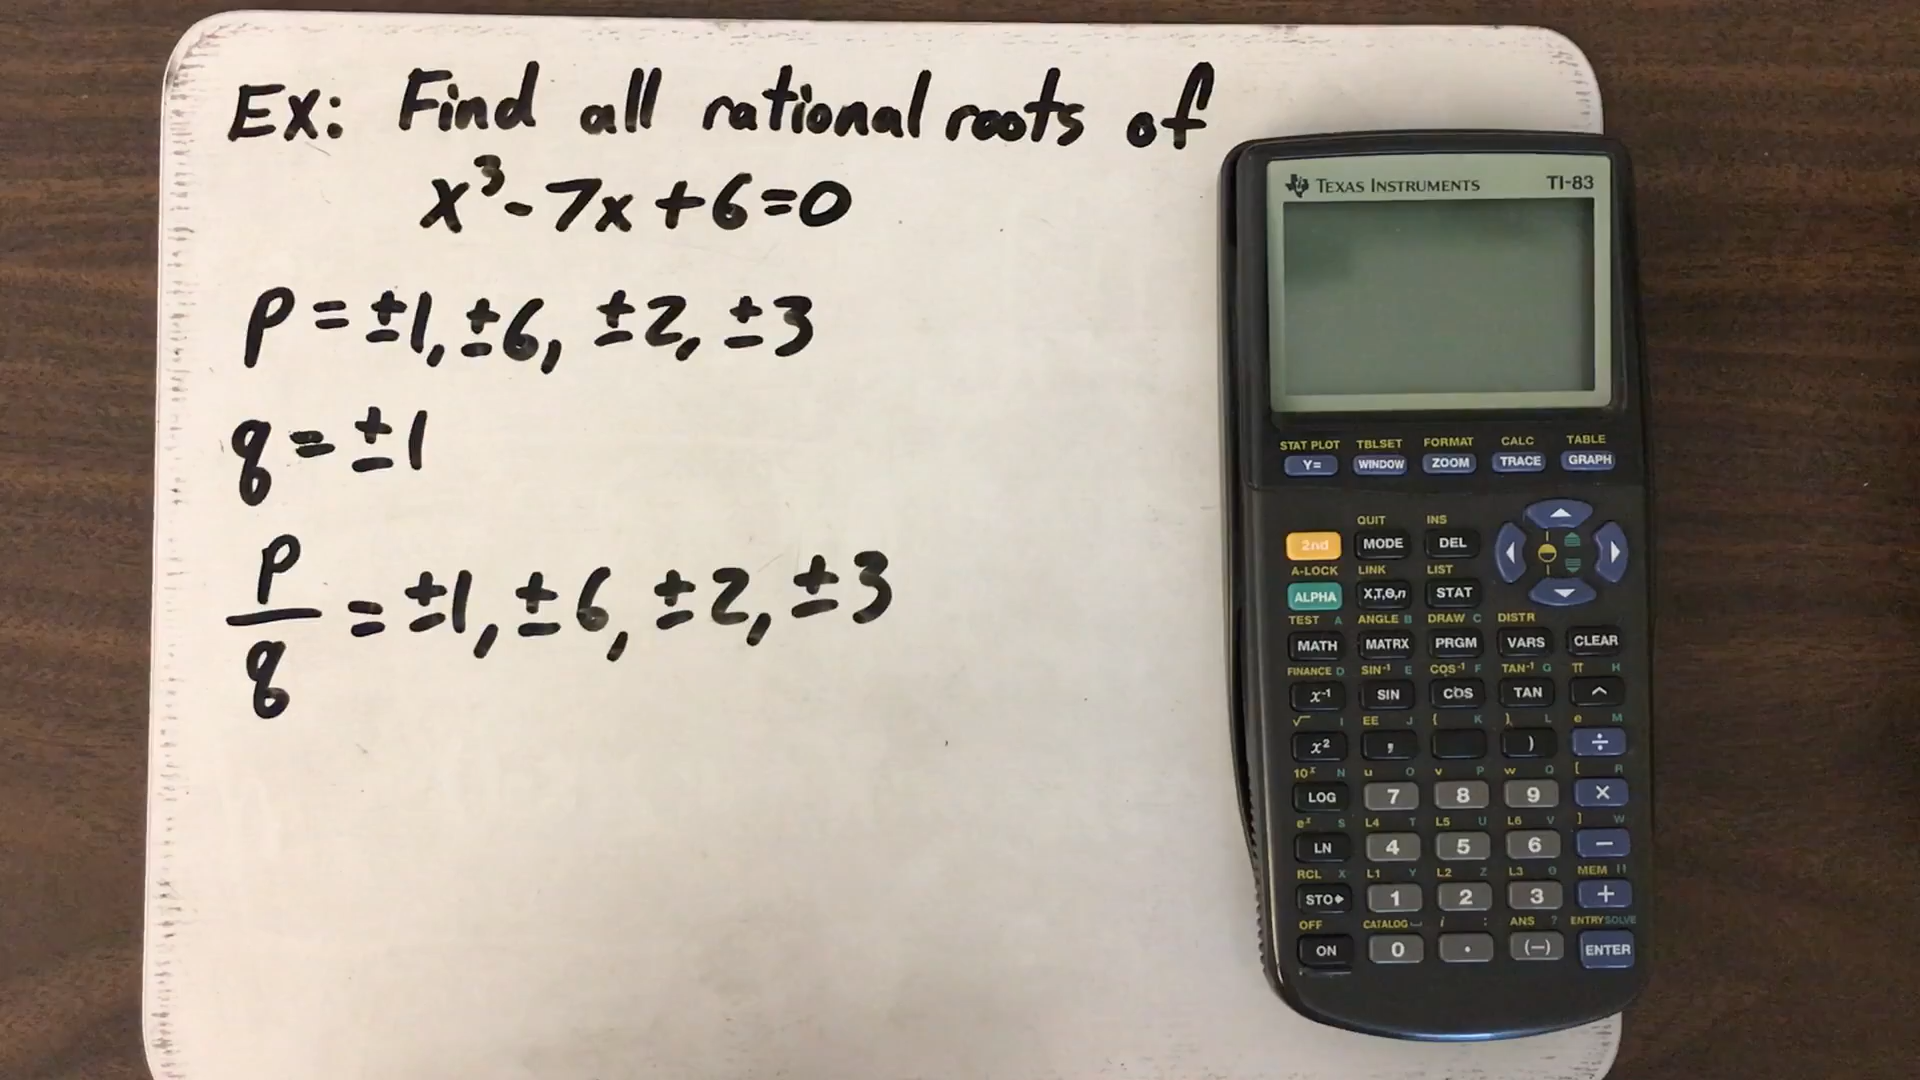 Ex: Find all rational roots of
x³-7x+6=0
p = ±1, ±6, ±2, ±3
q = ±1
p/q = ±1, ±6, ±2, ±3
TEXAS INSTRUMENTS TI-83
STAT PLOT TBLSET FORMAT CALC TABLE
Y= WINDOW ZOOM TRACE GRAPH
QUIT INS
2nd MODE DEL
A-LOCK LINK LIST
ALPHA X,T,Θ,n STAT
TEST A ANGLE B DRAW C DISTR
MATH MATRX PRGM VARS CLEAR
FINANCE D SIN⁻¹ E COS⁻¹ F TAN⁻¹ G π H
x⁻¹ SIN COS TAN ^
√ I EE J { K } L e M
x² , ) ÷
10ˣ N u O v P w Q [ R
LOG 7 8 9 ×
eˣ S L4 T L5 U L6 V ] W
LN 4 5 6 −
RCL X L1 Y L2 Z L3 θ MEM "
STO▸ 1 2 3 +
OFF CATALOG ⎵ i : ANS ? ENTRY SOLVE
ON 0 . (−) ENTER